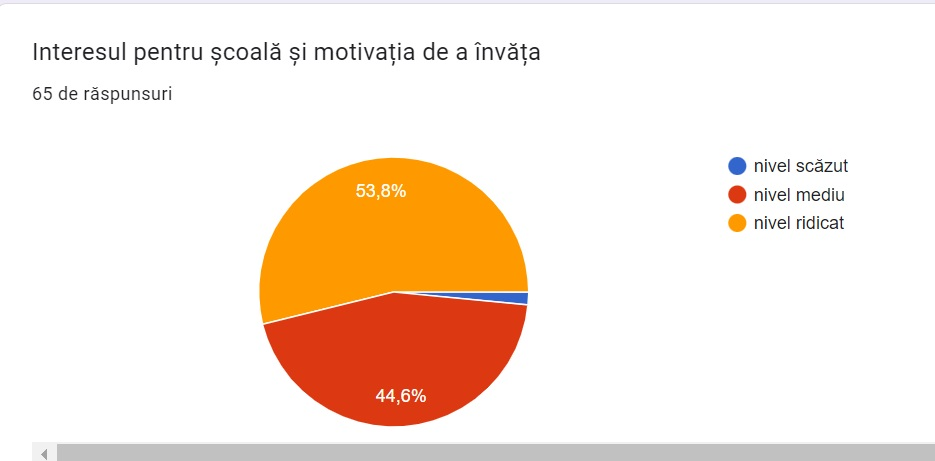 Interesul pentru școală și motivația de a învăța
65 de răspunsuri
nivel scăzut
nivel mediu
nivel ridicat
53,8%
44,6%